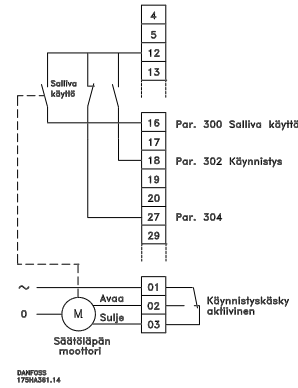 4
5
12
13
Salliva
käyttö
16 Par. 300 Salliva käyttö
17
18 Par. 302 Käynnistys
19
20
27 Par. 304
29
~ 01
Avaa 02 Käynnistyskäsky
aktiivinen
0 M Sulje 03
Säätöläpän
moottori
DANFOSS
175HA381.14